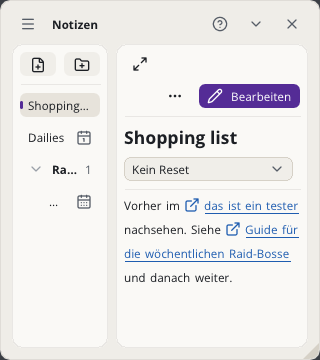 Notizen
Shopping...
Dailies
Ra... 1
...
Bearbeiten
Shopping list
Kein Reset
Vorher im das ist ein tester
nachsehen. Siehe Guide für
die wöchentlichen Raid-Bosse
und danach weiter.